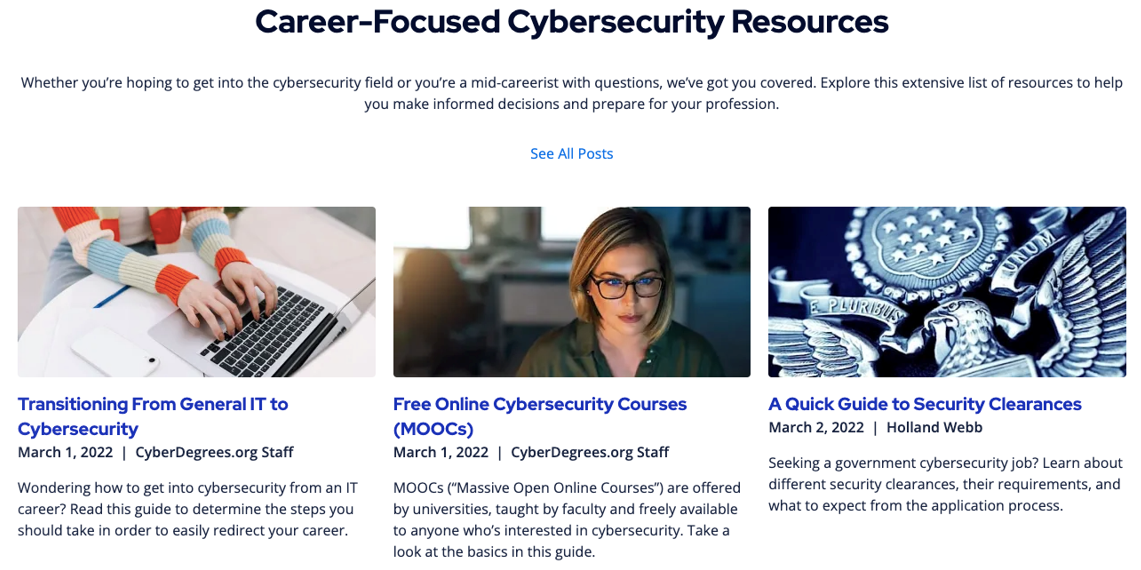 Career-Focused Cybersecurity Resources
Whether you're hoping to get into the cybersecurity field or you're a mid-careerist with questions, we've got you covered. Explore this extensive list of resources to help
you make informed decisions and prepare for your profession.
See All Posts
E PLURIBUS
UNUM
Transitioning From General IT to
Cybersecurity
March 1, 2022 | CyberDegrees.org Staff
Wondering how to get into cybersecurity from an IT
career? Read this guide to determine the steps you
should take in order to easily redirect your career.
Free Online Cybersecurity Courses
(MOOCs)
March 1, 2022 | CyberDegrees.org Staff
MOOCs (“Massive Open Online Courses”) are offered
by universities, taught by faculty and freely available
to anyone who's interested in cybersecurity. Take a
look at the basics in this guide.
A Quick Guide to Security Clearances
March 2, 2022 | Holland Webb
Seeking a government cybersecurity job? Learn about
different security clearances, their requirements, and
what to expect from the application process.